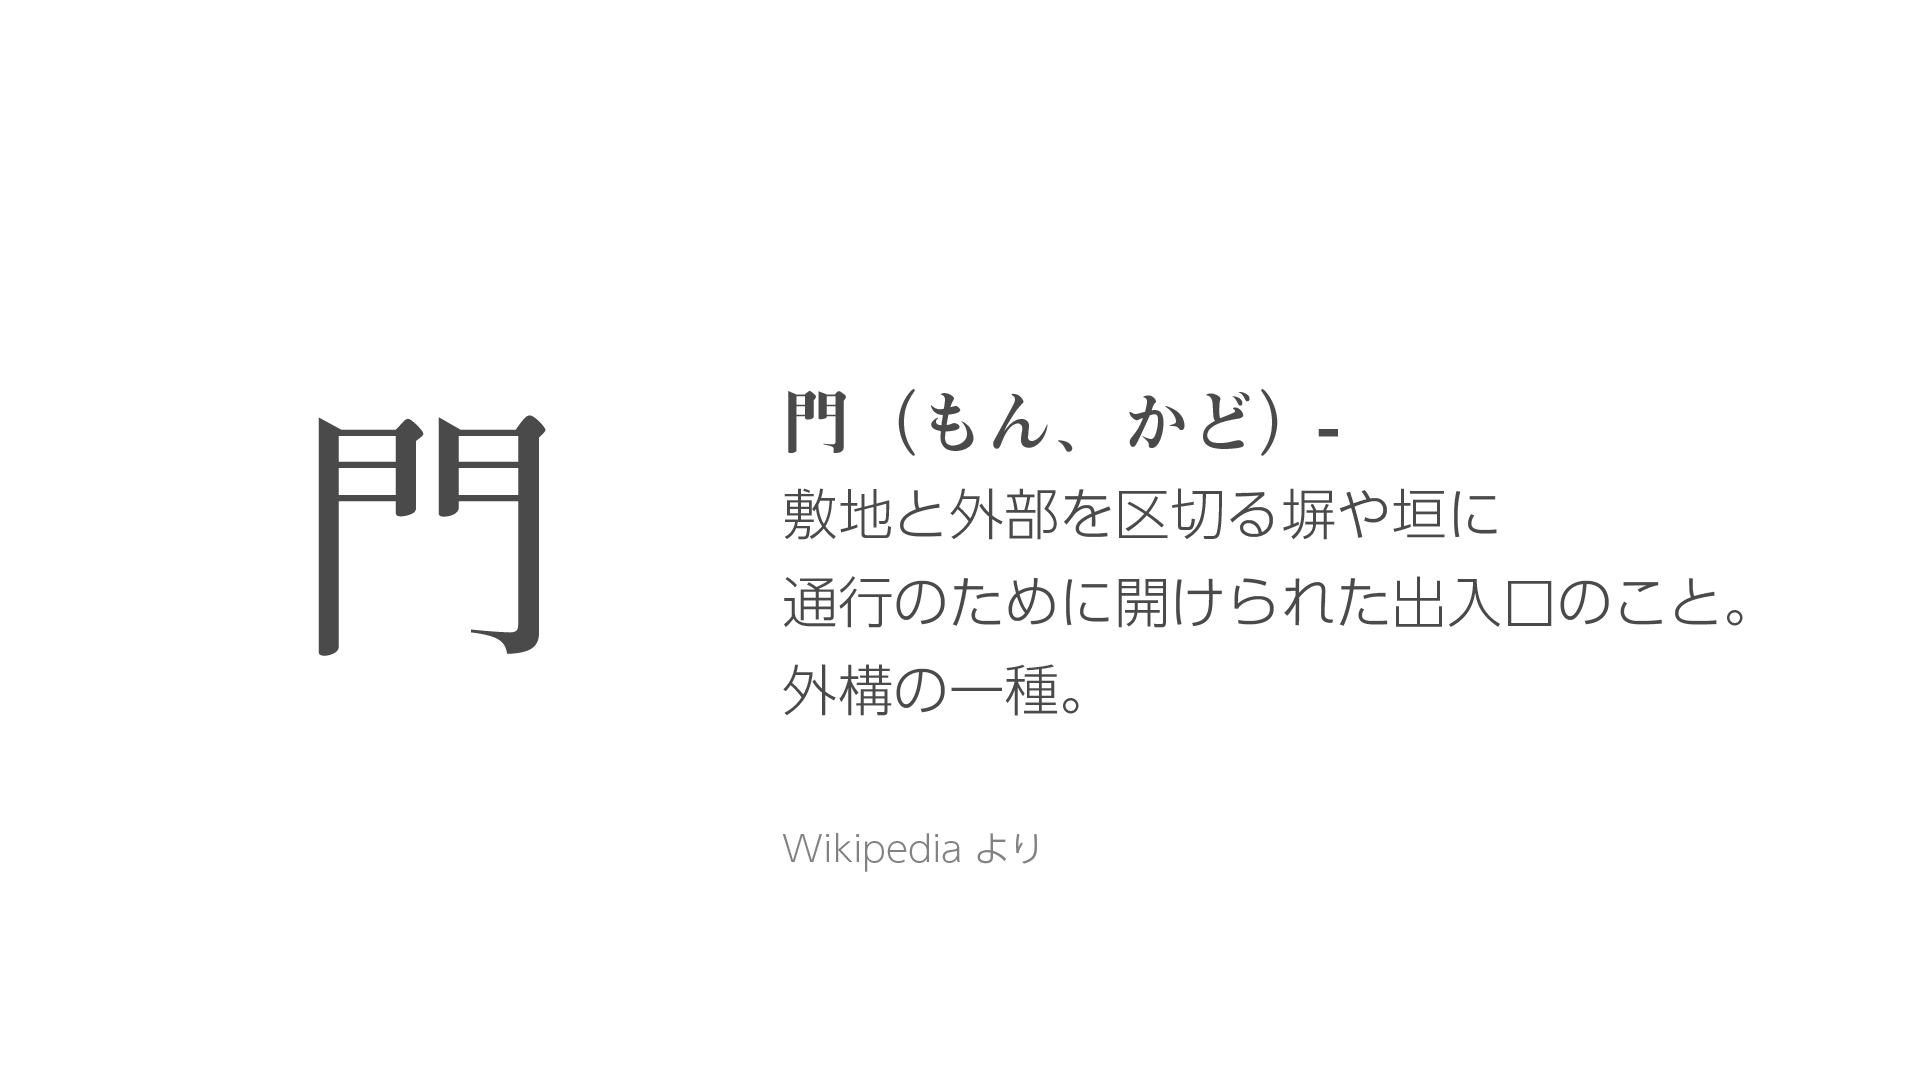 門
門（もん、かど）-
敷地と外部を区切る塀や垣に
通行のために開けられた出入口のこと。
外構の一種。
Wikipedia より